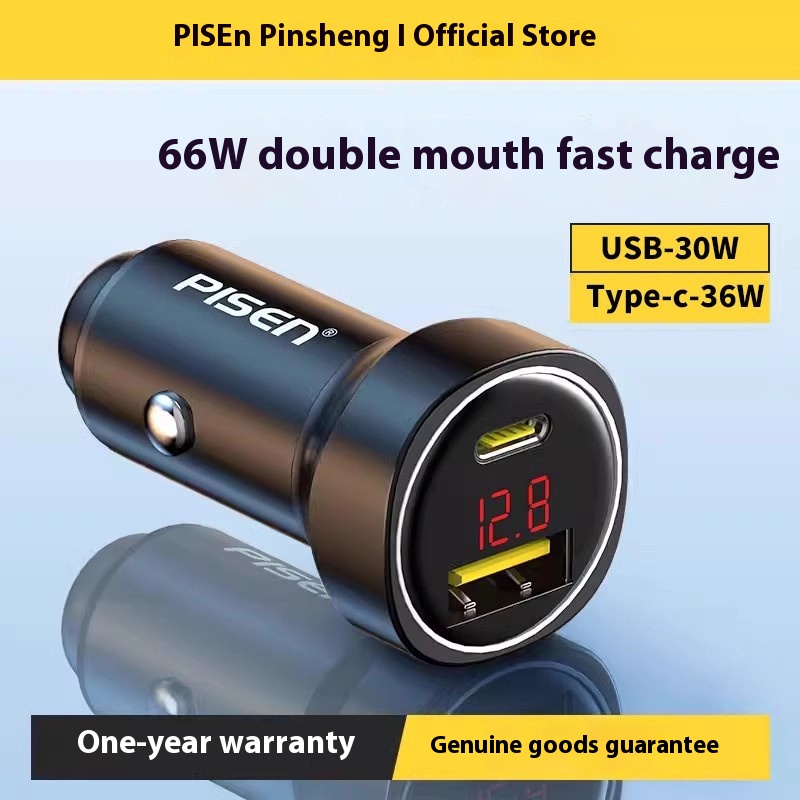 PISEn Pinsheng I Official Store
66W double mouth fast charge
USB-30W
Type-c-36W
PISEN®
12.8
One-year warranty
Genuine goods guarantee